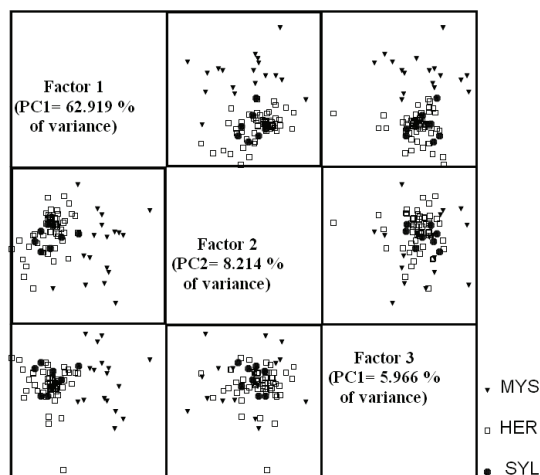 Factor 1
(PC1= 62.919 %
of variance)
Factor 2
(PC2= 8.214 %
of variance)
Factor 3
(PC1= 5.966 %
of variance)
MYS
HER
SYL